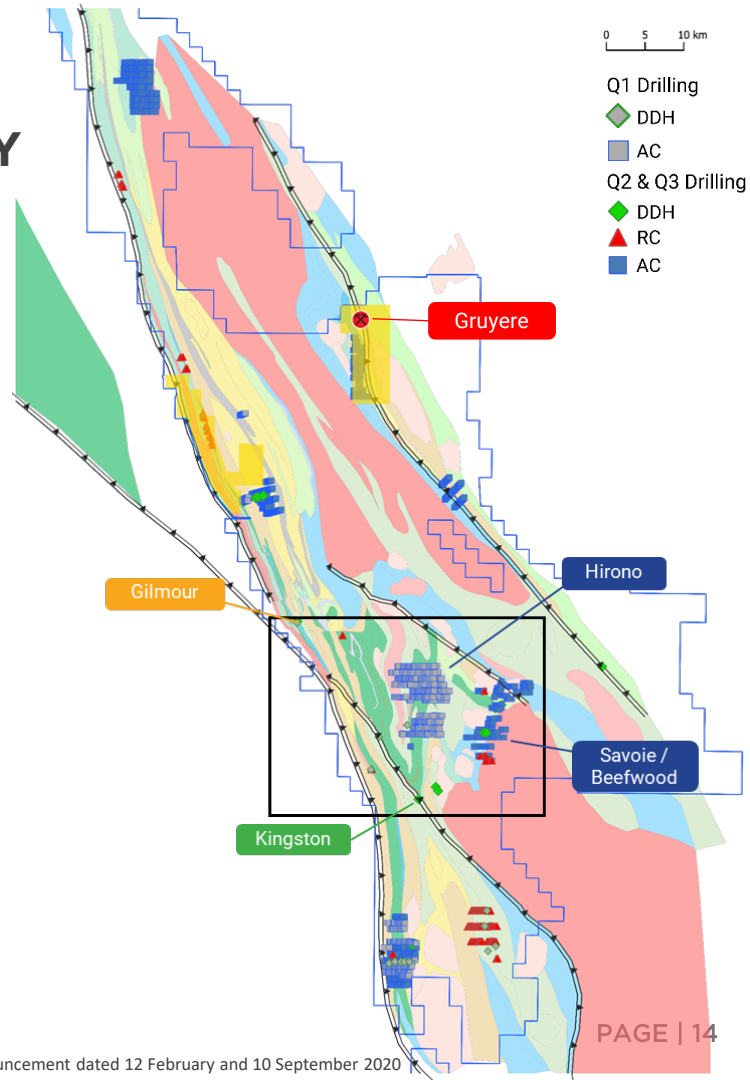 Y
0 5 10 km
Q1 Drilling
DDH
AC
Q2 & Q3 Drilling
DDH
RC
AC
Gruyere
Hirono
Gilmour
Savoie /
Beefwood
Kingston
PAGE | 14
uncement dated 12 February and 10 September 2020